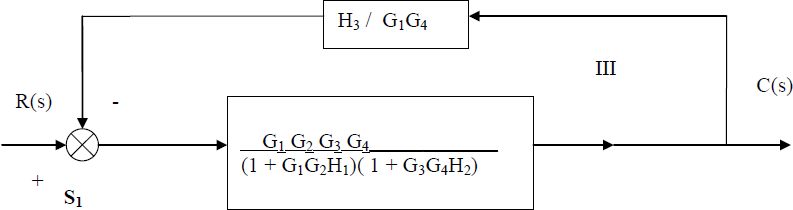 H₃ / G₁G₄
III
C(s)
R(s)
-
G₁ G₂ G₃ G₄
(1 + G₁G₂H₁)( 1 + G₃G₄H₂)
+
S₁